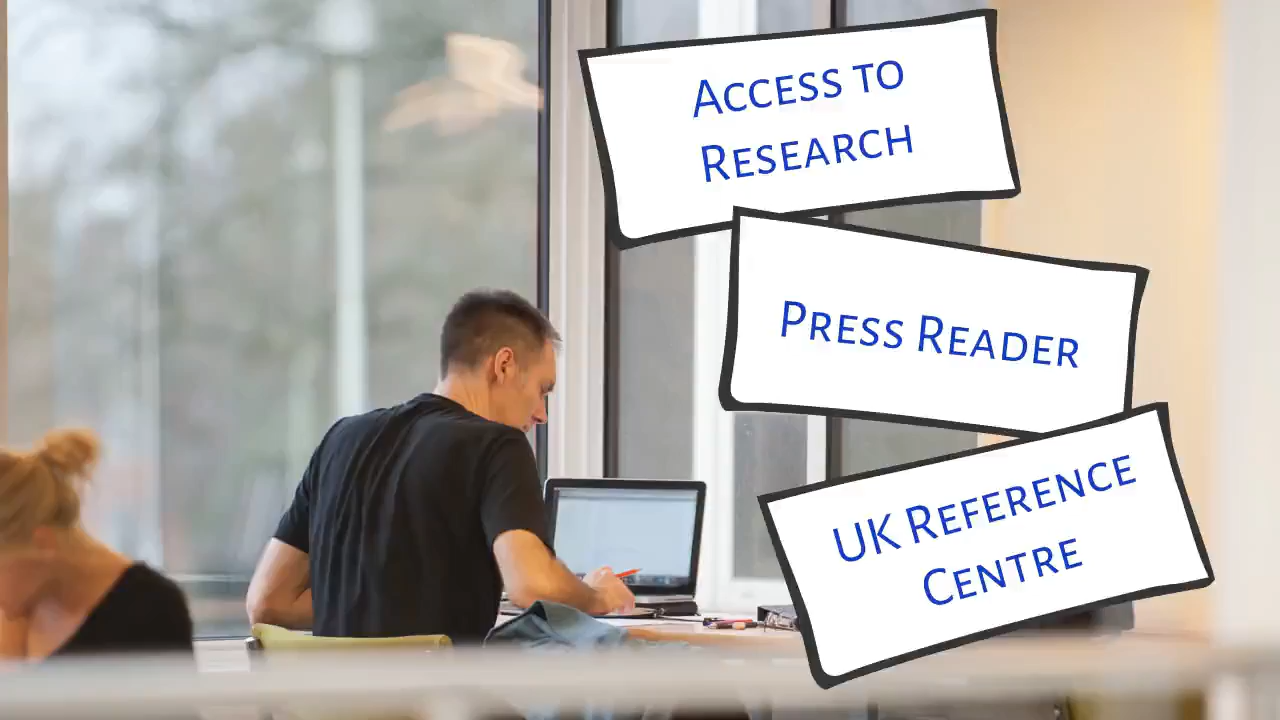 Access to
Research
Press Reader
UK Reference
Centre